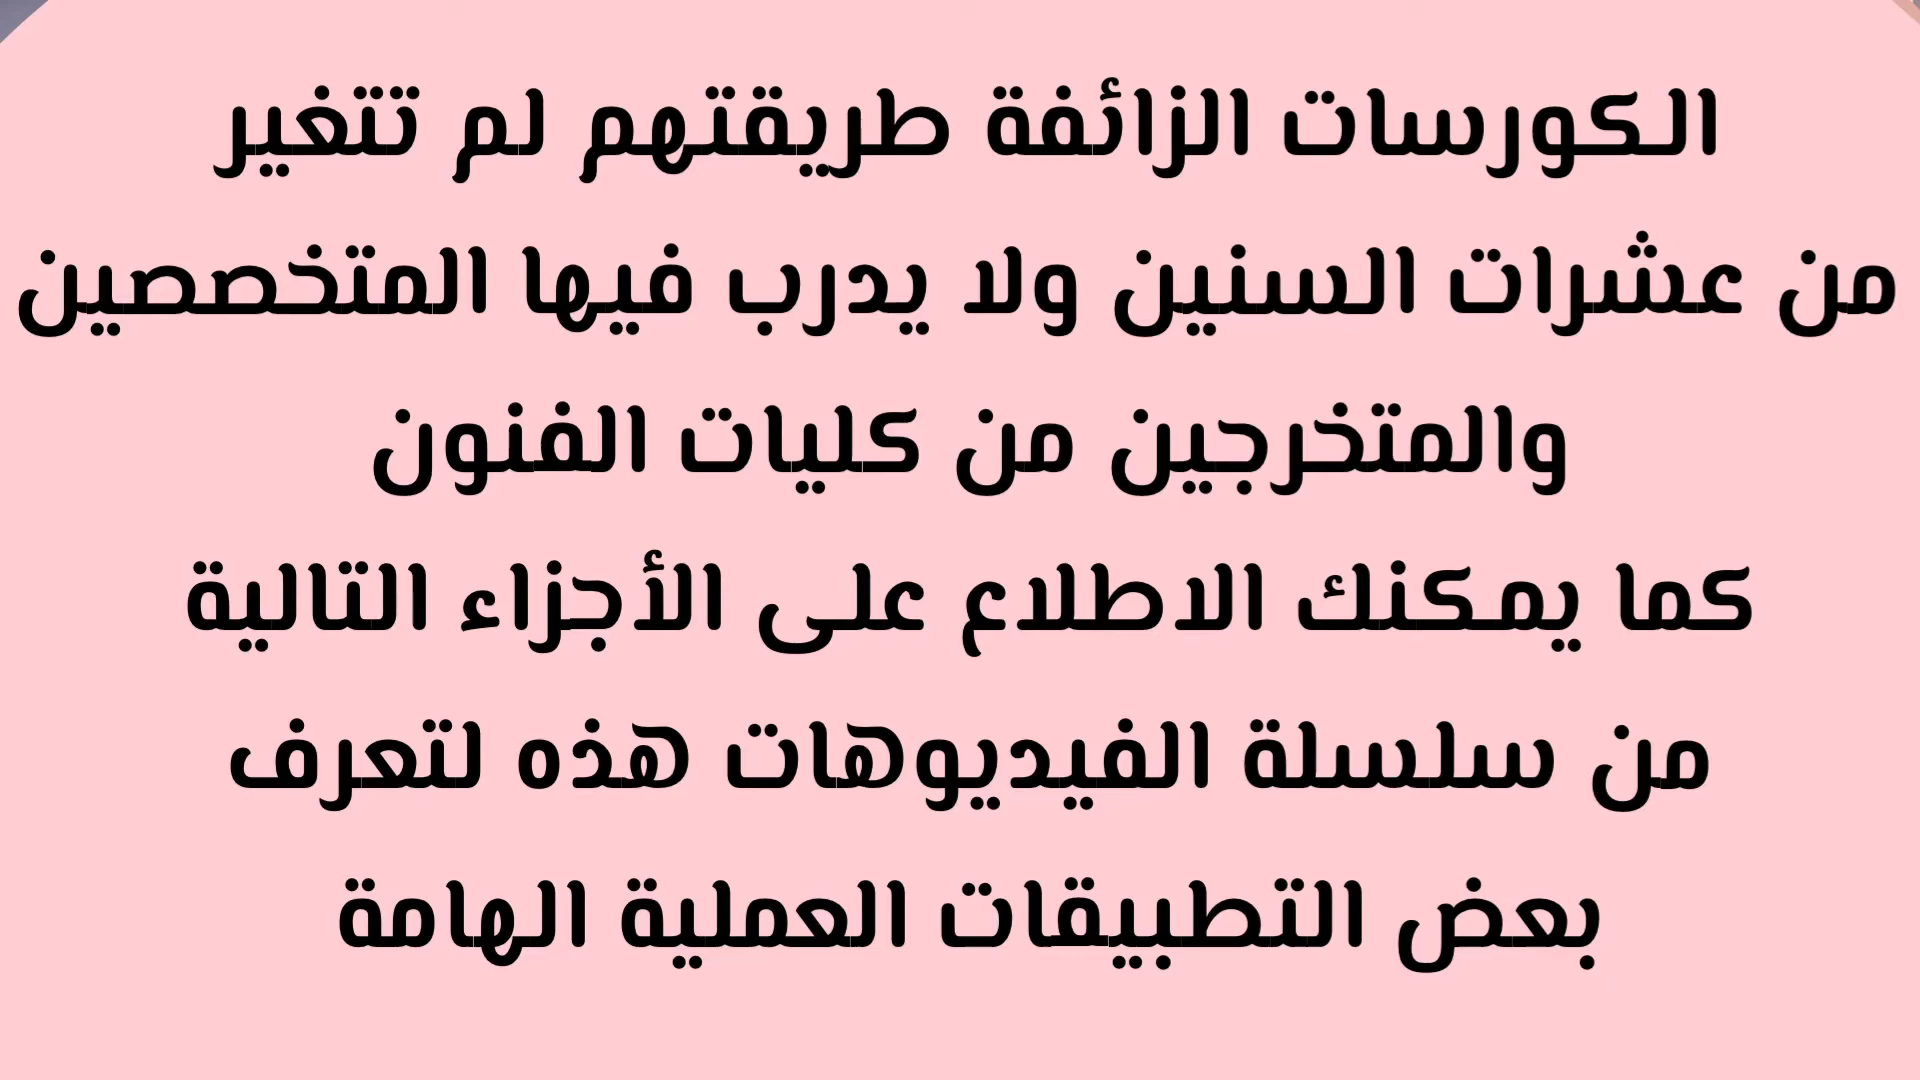 الكورسات الزائفة طريقتهم لم تتغير
من عشرات السنين ولا يدرب فيها المتخصصين
والمتخرجين من كليات الفنون
كما يمكنك الاطلاع على الأجزاء التالية
من سلسلة الفيديوهات هذه لتعرف
بعض التطبيقات العملية الهامة